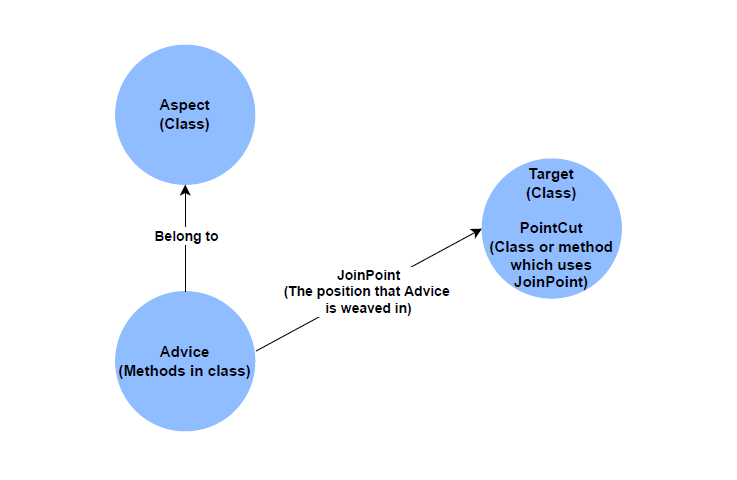 Aspect
(Class)
Target
(Class)
PointCut
(Class or method
which uses
JoinPoint)
Belong to
JoinPoint
(The position that Advice
is weaved in)
Advice
(Methods in class)